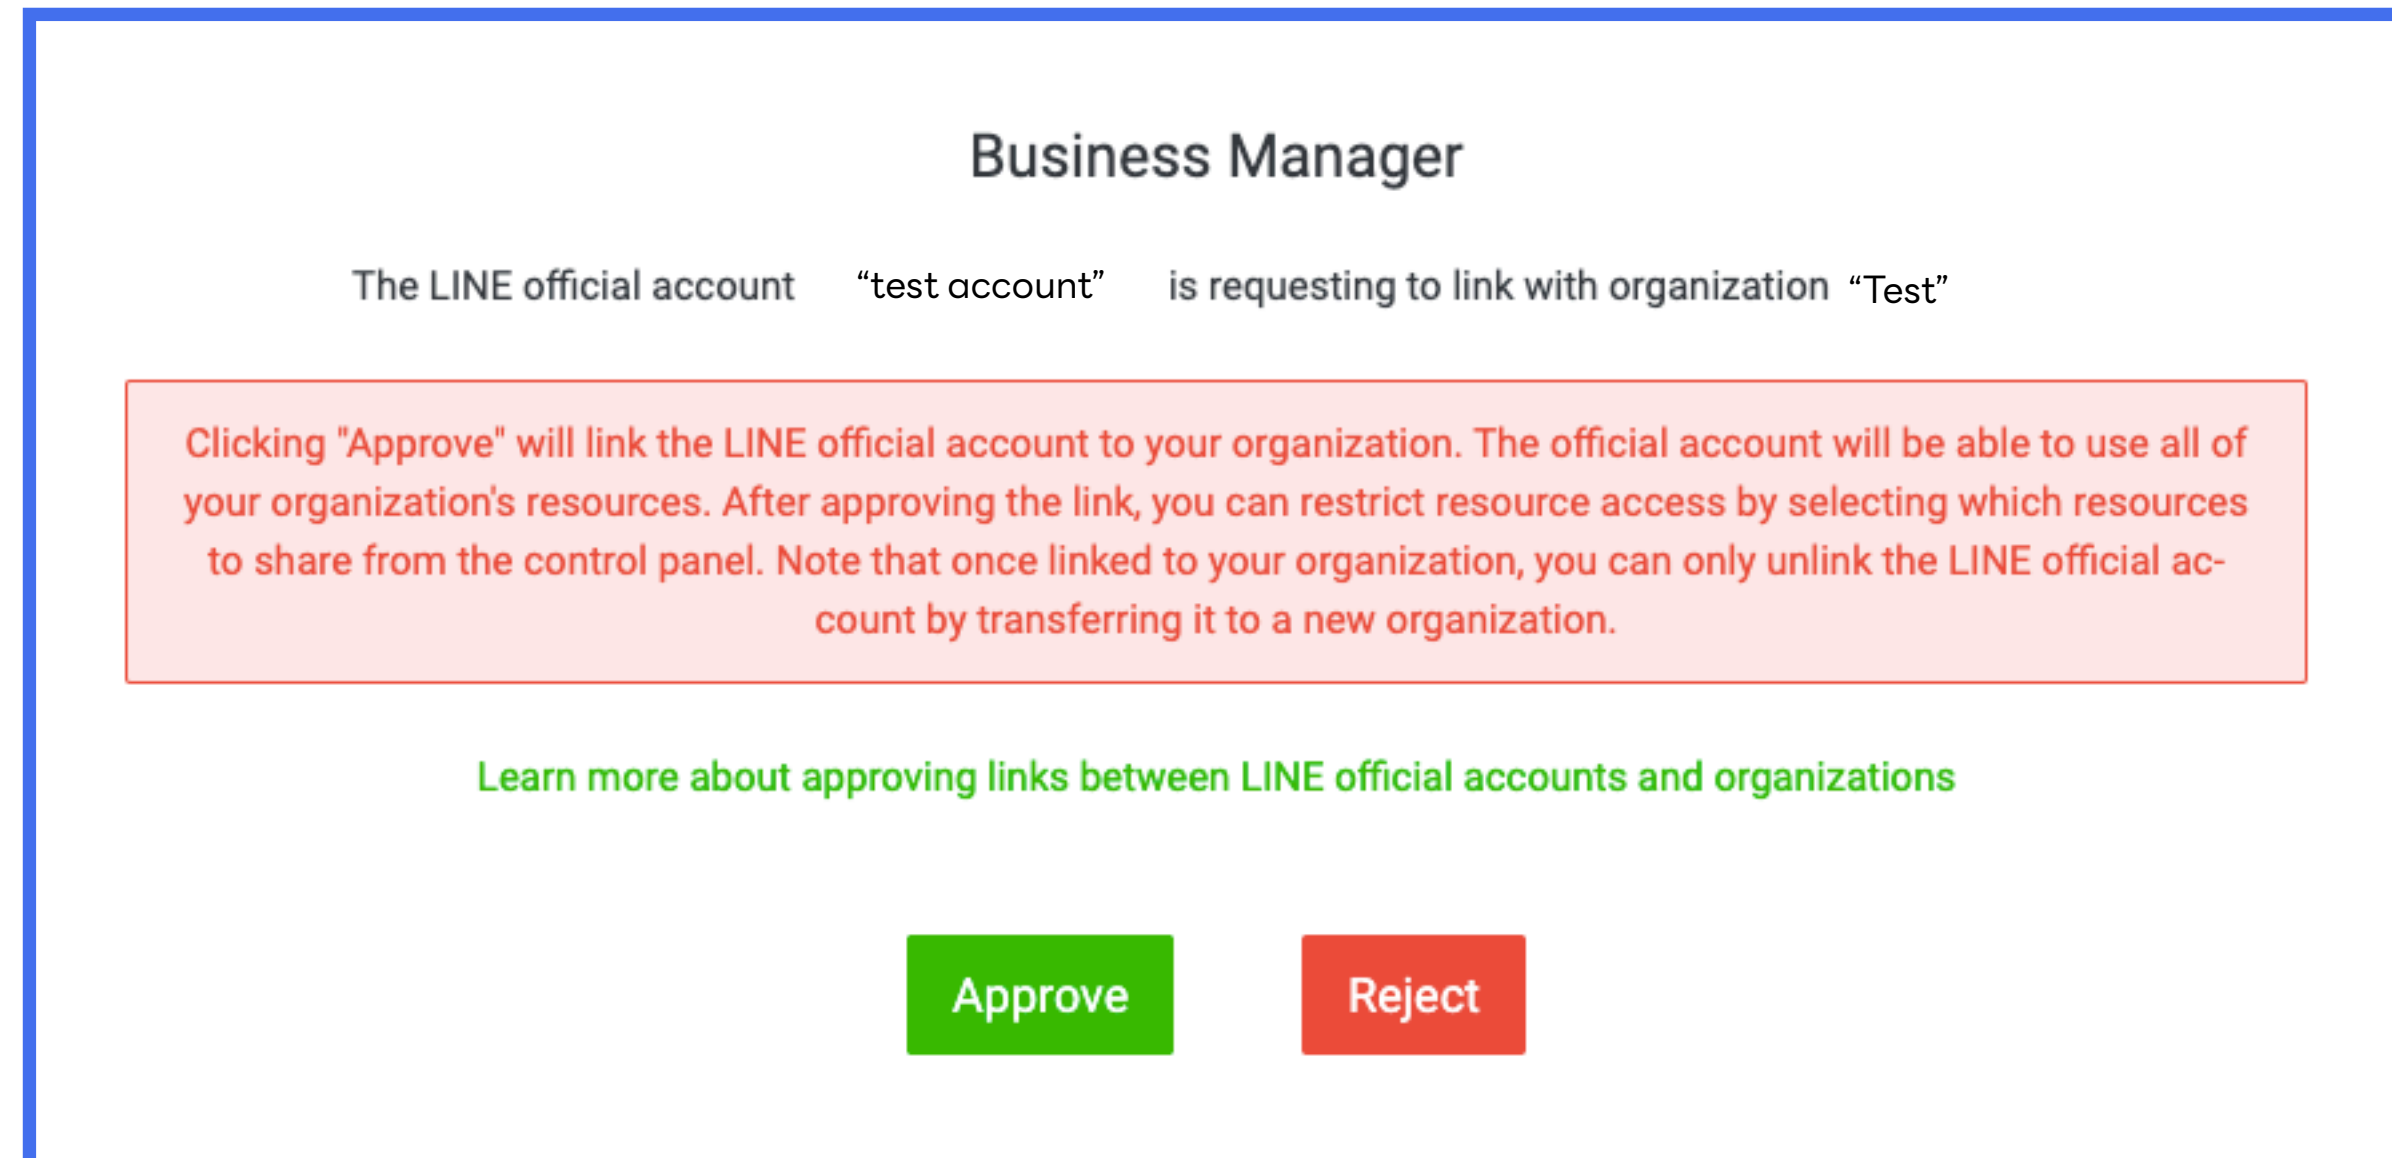 Business Manager
The LINE official account “test account” is requesting to link with organization “Test”
Clicking "Approve" will link the LINE official account to your organization. The official account will be able to use all of
your organization's resources. After approving the link, you can restrict resource access by selecting which resources
to share from the control panel. Note that once linked to your organization, you can only unlink the LINE official ac-
count by transferring it to a new organization.
Learn more about approving links between LINE official accounts and organizations
Approve Reject